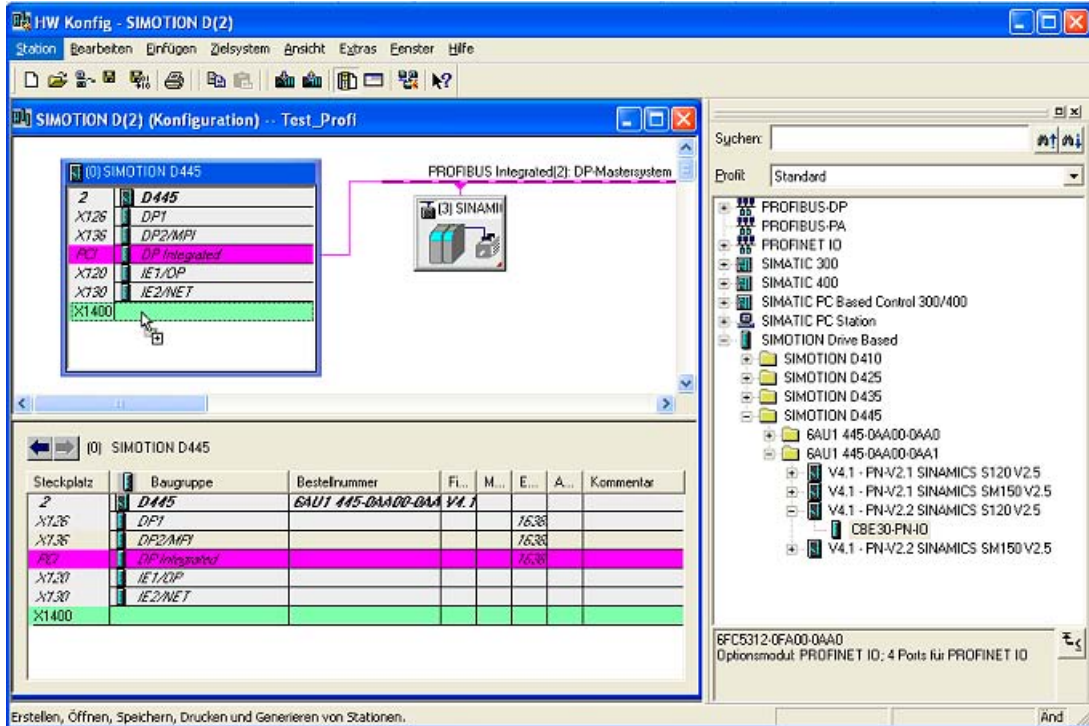 HW Konfig - SIMOTION D(2)
Station Bearbeiten Einfügen Zielsystem Ansicht Extras Fenster Hilfe
SIMOTION D(2) (Konfiguration) -- Test_Profi
(0) SIMOTION D445
2 D445
X126 DP1
X136 DP2/MPI
PCI DP Integrated
X120 IE1/OP
X130 IE2/NET
X1400
PROFIBUS Integrated(2): DP-Mastersystem
(3) SINAMI
(0) SIMOTION D445
Steckplatz Baugruppe Bestellnummer Fi... M... E... A... Kommentar
2 D445 6AU1 445-0AA00-0AA V4.1
X126 DP1 1638
X136 DP2/MPI 1638
PCI DP Integrated 1638
X120 IE1/OP
X130 IE2/NET
X1400
Suchen:
Profil: Standard
PROFIBUS-DP
PROFIBUS-PA
PROFINET IO
SIMATIC 300
SIMATIC 400
SIMATIC PC Based Control 300/400
SIMATIC PC Station
SIMOTION Drive Based
SIMOTION D410
SIMOTION D425
SIMOTION D435
SIMOTION D445
6AU1 445-0AA00-0AA0
6AU1 445-0AA00-0AA1
V4.1 - PN-V2.1 SINAMICS S120 V2.5
V4.1 - PN-V2.1 SINAMICS SM150 V2.5
V4.1 - PN-V2.2 SINAMICS S120 V2.5
CBE30-PN-IO
V4.1 - PN-V2.2 SINAMICS SM150 V2.5
6FC5312-0FA00-0AA0
Optionsmodul: PROFINET IO; 4 Ports für PROFINET IO
Erstellen, Öffnen, Speichern, Drucken und Generieren von Stationen.
Änd